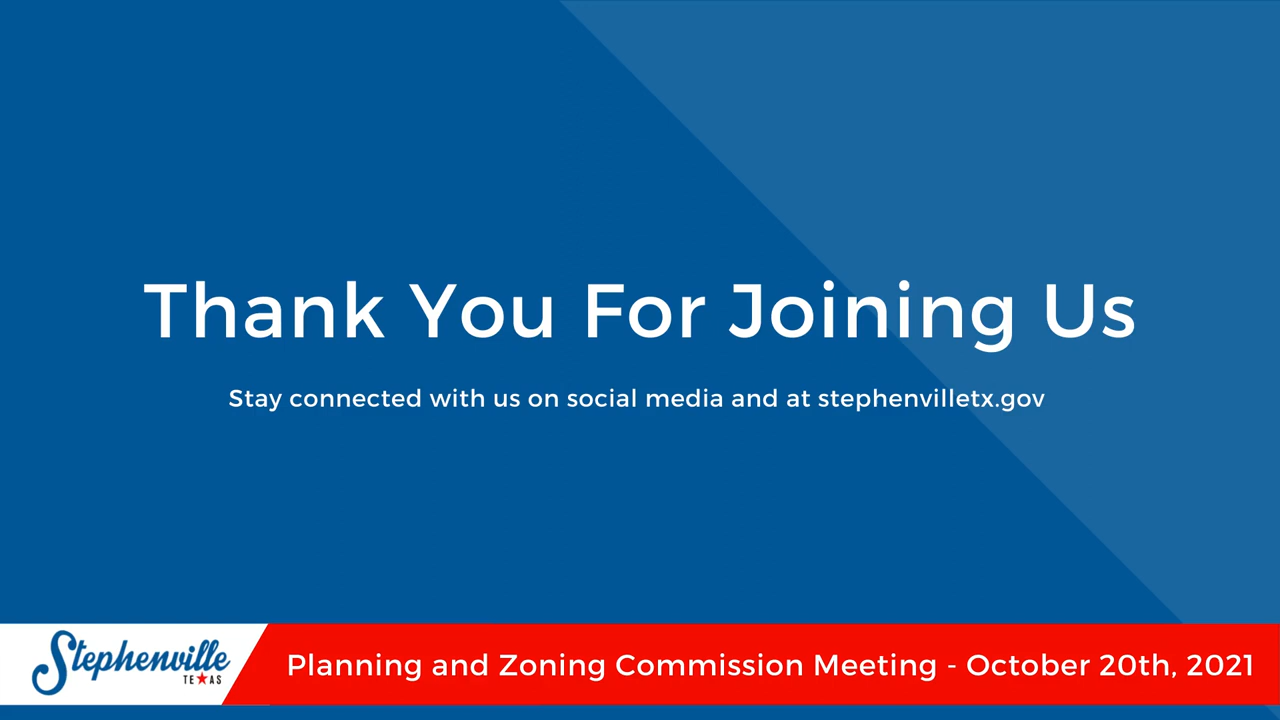 Thank You For Joining Us
Stay connected with us on social media and at stephenvilletx.gov
Stephenville
TEXAS
Planning and Zoning Commission Meeting - October 20th, 2021